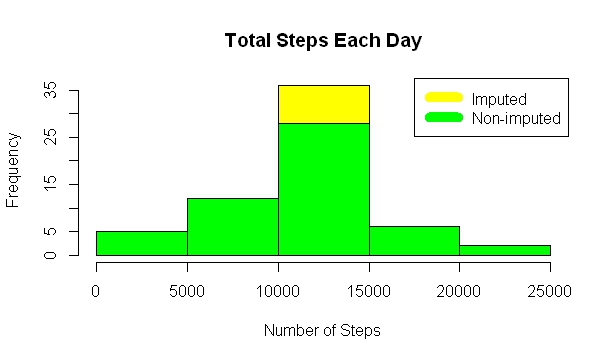 Total Steps Each Day
Imputed
Non-imputed
Frequency
35
15
5
0
0 5000 10000 15000 20000 25000
Number of Steps